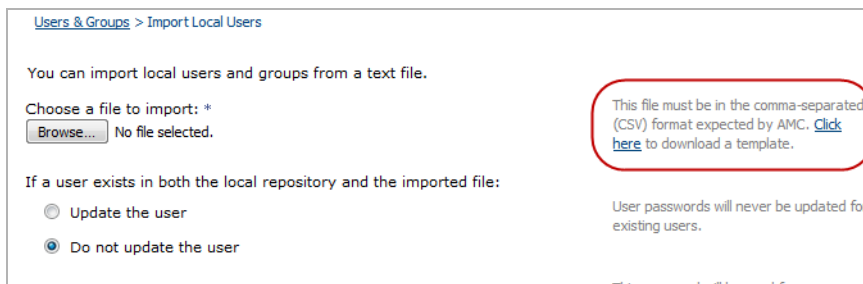 Users & Groups > Import Local Users
You can import local users and groups from a text file.
Choose a file to import: *
Browse... No file selected.
This file must be in the comma-separated
(CSV) format expected by AMC. Click
here to download a template.
If a user exists in both the local repository and the imported file:
Update the user
Do not update the user
User passwords will never be updated fo
existing users.